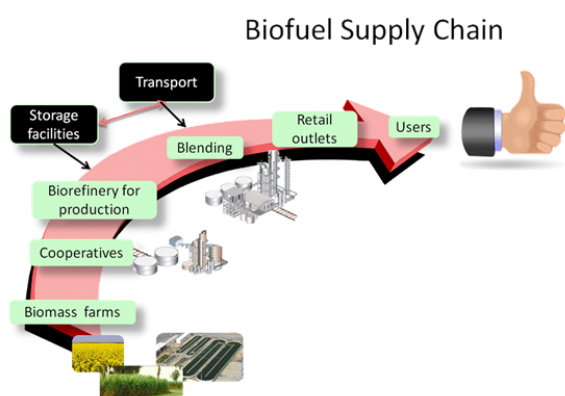 Biofuel Supply Chain
Transport
Storage
facilities
Retail
outlets
Users
Blending
Biorefinery for
production
Cooperatives
Biomass farms